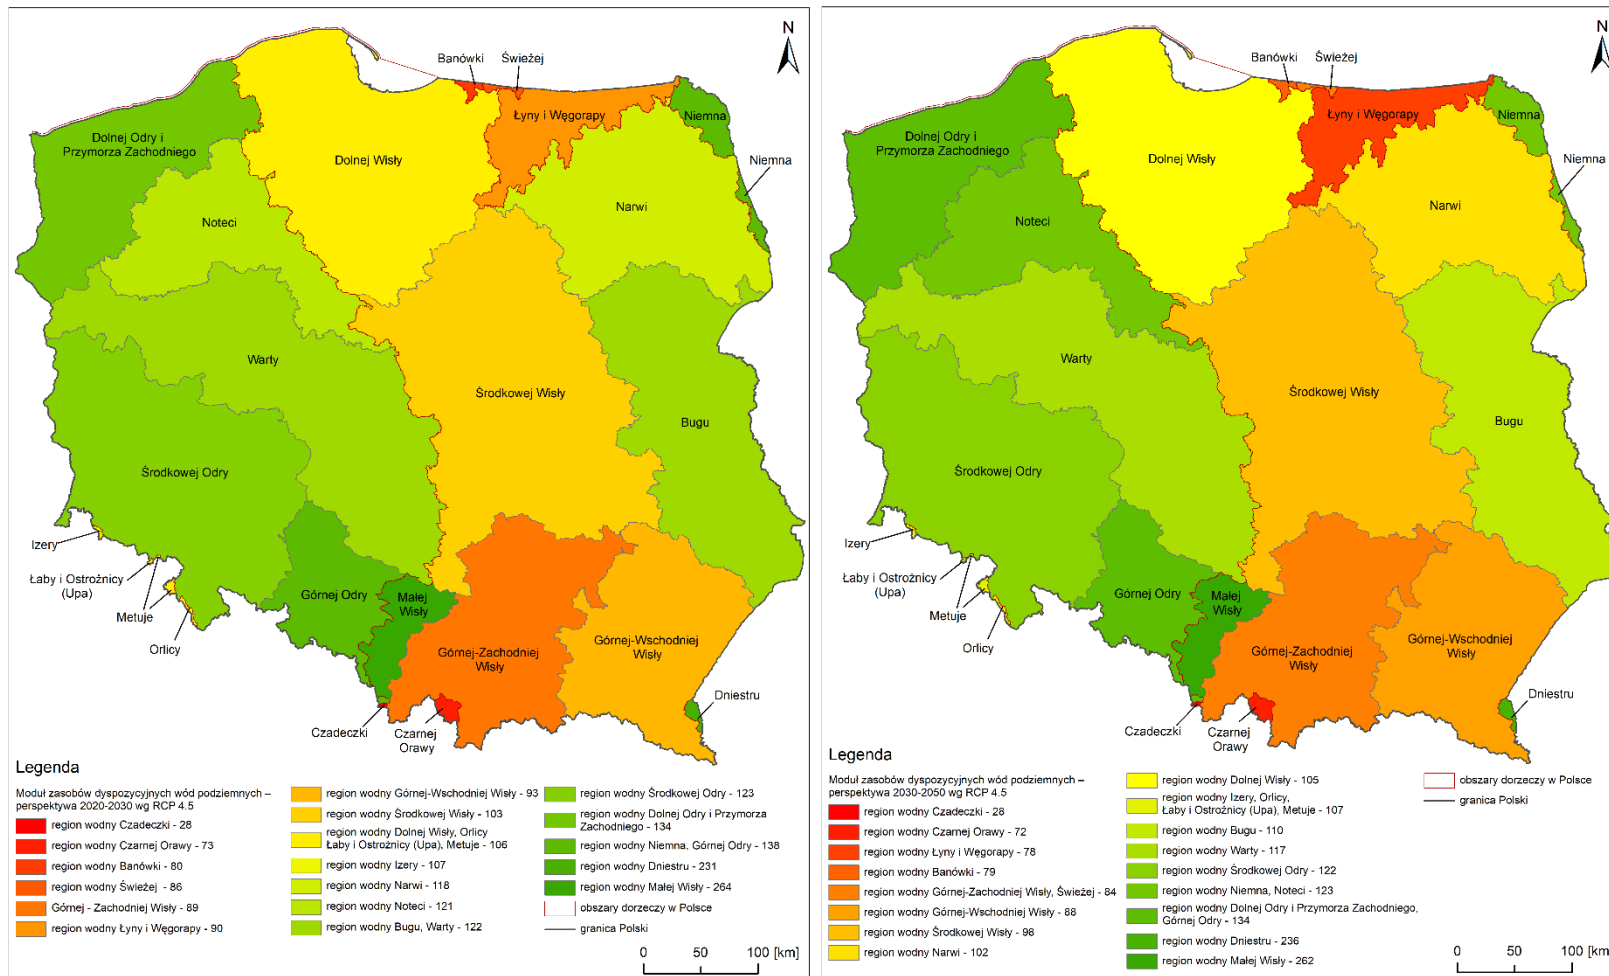 N
Banówki
Świeżej
Łyny i Węgorapy
Niemna
Dolnej Odry i
Przymorza Zachodniego
Dolnej Wisły
Niemna
Narwi
Noteci
Warty
Środkowej Wisły
Bugu
Środkowej Odry
Izery
Łaby i Ostrożnicy
(Upa)
Metuje
Orlicy
Górnej Odry
Małej
Wisły
Górnej-Zachodniej
Wisły
Górnej-Wschodniej
Wisły
Dniestru
Czadeczki
Czarnej
Orawy
Legenda
Moduł zasobów dyspozycyjnych wód podziemnych –
perspektywa 2020-2030 wg RCP 4.5
region wodny Czadeczki - 28
region wodny Czarnej Orawy - 73
region wodny Banówki - 80
region wodny Świeżej - 86
Górnej - Zachodniej Wisły - 89
region wodny Łyny i Węgorapy - 90
region wodny Górnej-Wschodniej Wisły - 93
region wodny Środkowej Wisły - 103
region wodny Dolnej Wisły, Orlicy
Łaby i Ostrożnicy (Upa), Metuje - 106
region wodny Izery - 107
region wodny Narwi - 118
region wodny Noteci - 121
region wodny Bugu, Warty - 122
region wodny Środkowej Odry - 123
region wodny Dolnej Odry i Przymorza
Zachodniego - 134
region wodny Niemna, Górnej Odry - 138
region wodny Dniestru - 231
region wodny Małej Wisły - 264
obszary dorzeczy w Polsce
granica Polski
0 50 100 [km]
N
Banówki
Świeżej
Łyny i Węgorapy
Niemna
Dolnej Odry i
Przymorza Zachodniego
Dolnej Wisły
Niemna
Narwi
Noteci
Warty
Środkowej Wisły
Bugu
Środkowej Odry
Izery
Łaby i Ostrożnicy
(Upa)
Metuje
Orlicy
Górnej Odry
Małej
Wisły
Górnej-Zachodniej
Wisły
Górnej-Wschodniej
Wisły
Dniestru
Czadeczki
Czarnej
Orawy
Legenda
Moduł zasobów dyspozycyjnych wód podziemnych –
perspektywa 2030-2050 wg RCP 4.5
region wodny Czadeczki - 28
region wodny Czarnej Orawy - 72
region wodny Łyny i Węgorapy - 78
region wodny Banówki - 79
region wodny Górnej-Zachodniej Wisły, Świeżej - 84
region wodny Górnej-Wschodniej Wisły - 88
region wodny Środkowej Wisły - 98
region wodny Narwi - 102
region wodny Dolnej Wisły - 105
region wodny Izery, Orlicy,
Łaby i Ostrożnicy (Upa), Metuje - 107
region wodny Bugu - 110
region wodny Warty - 117
region wodny Środkowej Odry - 122
region wodny Niemna, Noteci - 123
region wodny Dolnej Odry i Przymorza Zachodniego,
Górnej Odry - 134
region wodny Dniestru - 236
region wodny Małej Wisły - 262
obszary dorzeczy w Polsce
granica Polski
0 50 100 [km]